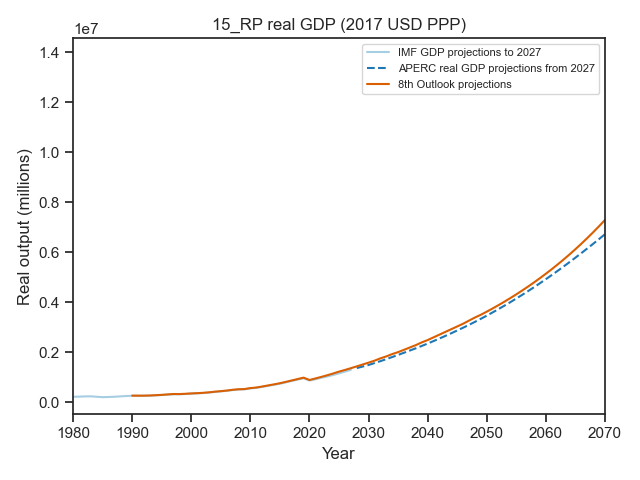 15_RP real GDP (2017 USD PPP)
1e7
IMF GDP projections to 2027
APERC real GDP projections from 2027
8th Outlook projections
Real output (millions)
1.4
1.2
1.0
0.8
0.6
0.4
0.2
0.0
1980 1990 2000 2010 2020 2030 2040 2050 2060 2070
Year